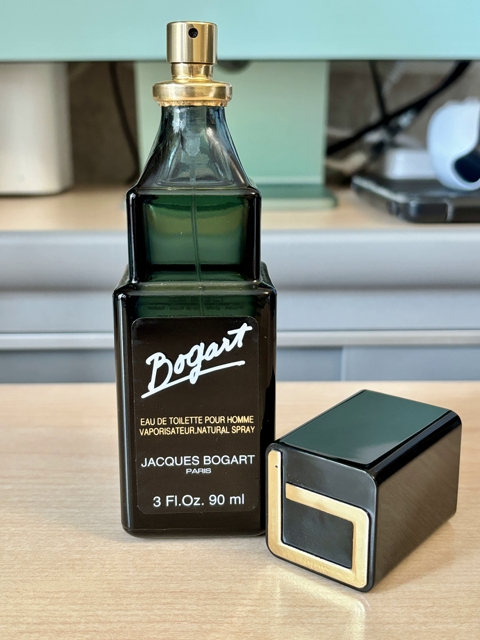 Bogart
EAU DE TOILETTE POUR HOMME
VAPORISATEUR.NATURAL SPRAY
JACQUES BOGART
PARIS
3 Fl.Oz. 90 ml